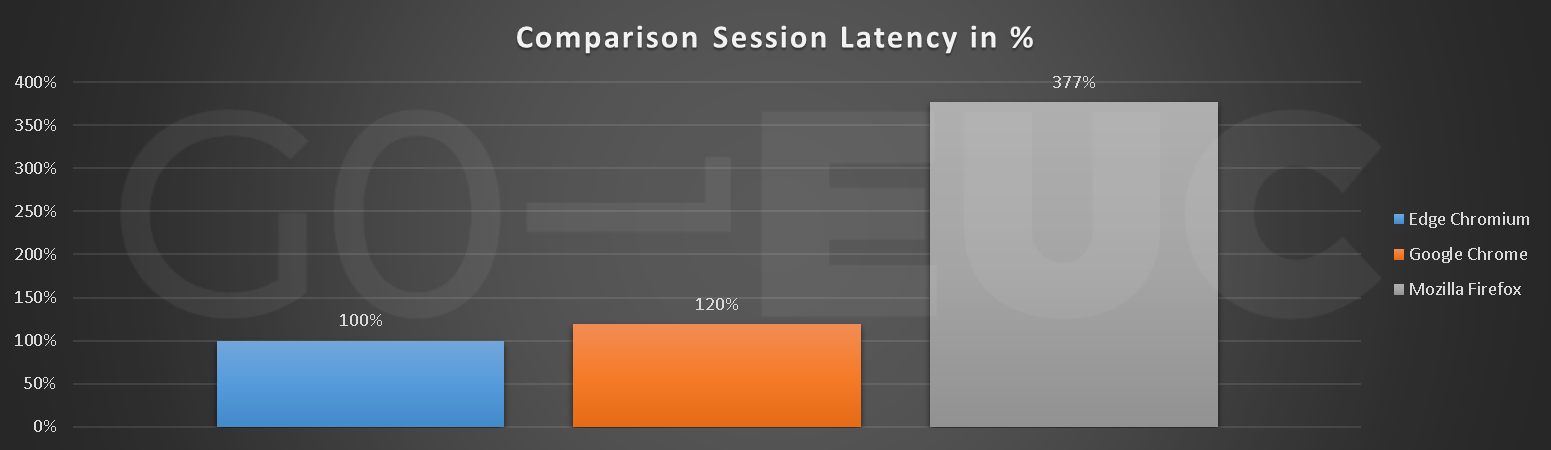 Comparison Session Latency in %
400%
350%
300%
250%
200%
150%
100%
50%
0%
100%
120%
377%
Edge Chromium
Google Chrome
Mozilla Firefox
GO-EUC